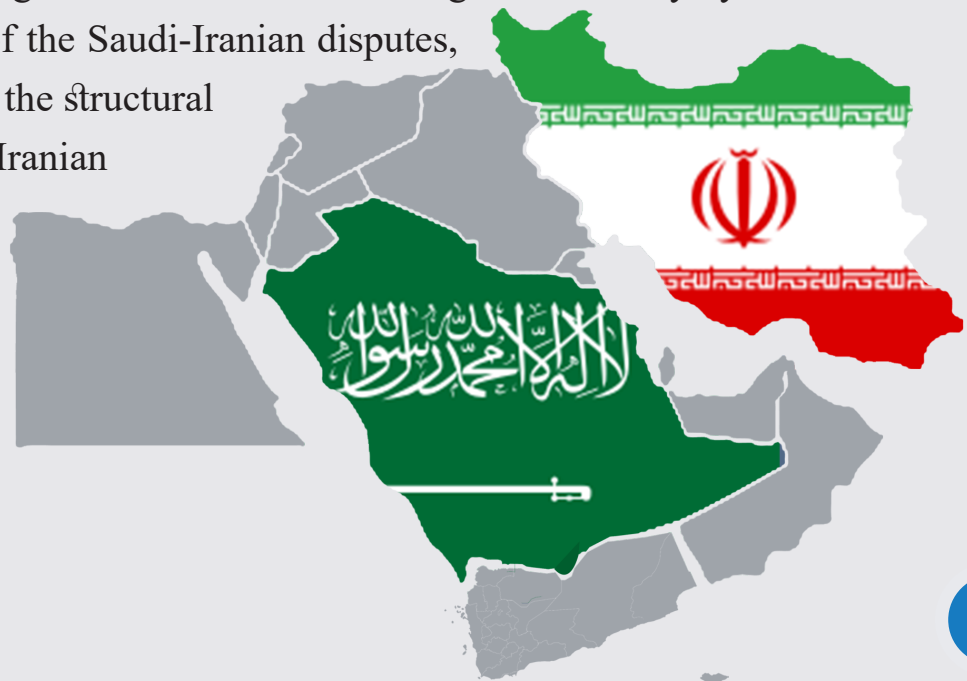 f the Saudi-Iranian disputes,
the structural
Iranian
لا إله إلا الله محمد رسول الله